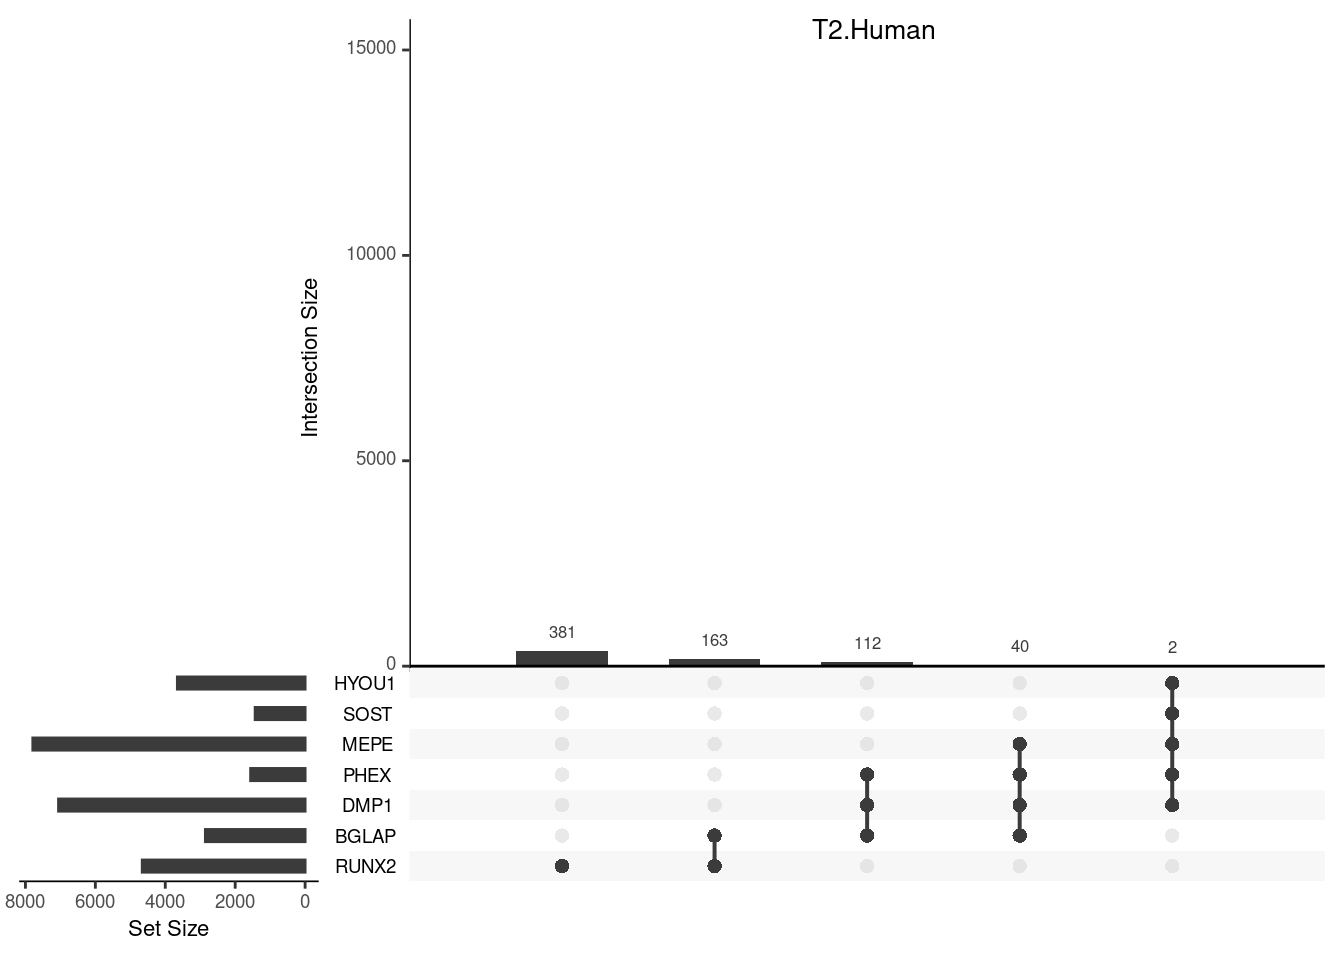 T2.Human
15000
10000
5000
0
Intersection Size
381
163
112
40
2
HYOU1
SOST
MEPE
PHEX
DMP1
BGLAP
RUNX2
8000 6000 4000 2000 0
Set Size